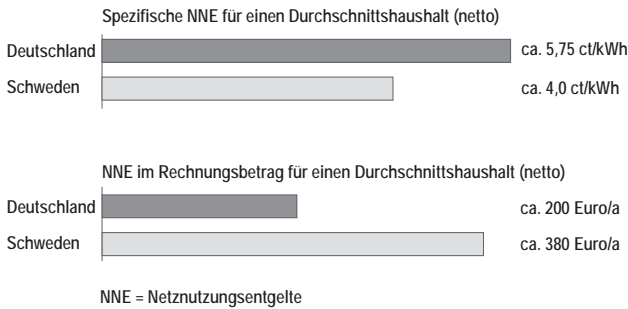 Spezifische NNE für einen Durchschnittshaushalt (netto)
Deutschland ca. 5,75 ct/kWh
Schweden ca. 4,0 ct/kWh
NNE im Rechnungsbetrag für einen Durchschnittshaushalt (netto)
Deutschland ca. 200 Euro/a
Schweden ca. 380 Euro/a
NNE = Netznutzungsentgelte